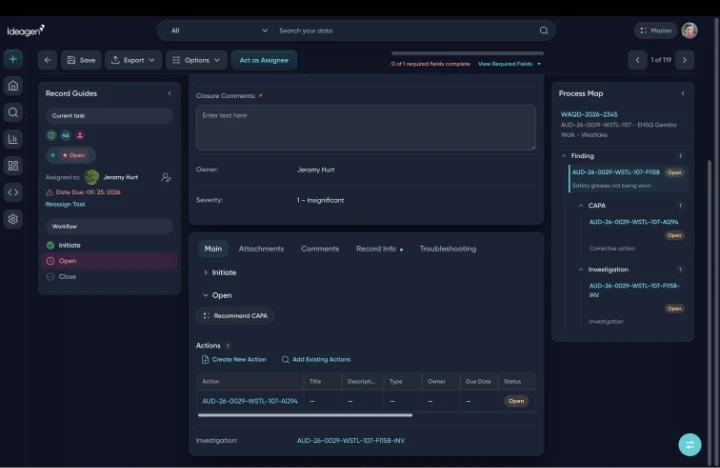 Ideagen
All
Search your data
Master
Save
Export
Options
Act as Assignee
0 of 1 required fields complete
View Required Fields
1 of 119
Record Guides
Current task
4d
Open
Assigned to:
Jeramy Hurt
Date Due: 09/25/2026
Reassign Task
Workflow
Initiate
Open
Close
Closure Comments: *
Enter text here
Owner:
Jeramy Hurt
Severity:
1 – Insignificant
Main
Attachments
Comments
Record Info
Troubleshooting
Initiate
Open
Recommend CAPA
Actions 1
Create New Action
Add Existing Actions
Action
Title
Descripti...
Type
Owner
Due Date
Status
AUD-26-0029-WSTL-107-AI294
–
–
–
–
–
Open
Investigation:
AUD-26-0029-WSTL-107-FI158-INV
Process Map
WAQD-2026-2345
AUD-26-0029-WSTL-107 - EHSQ Gemba
Walk - Westlake
Finding
1
AUD-26-0029-WSTL-107-FI158
Open
Safety glasses not being worn
CAPA
1
AUD-26-0029-WSTL-107-AI294
Open
Corrective action
Investigation
1
AUD-26-0029-WSTL-107-FI158-
INV
Open
Investigation